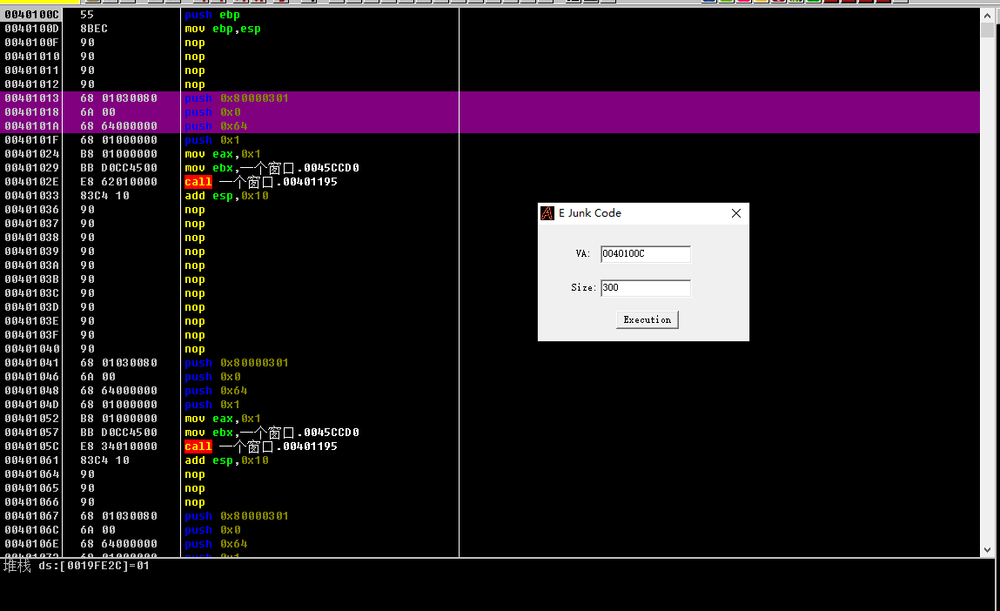 0040100C 55 push ebp
0040100D 8BEC mov ebp,esp
0040100F 90 nop
00401010 90 nop
00401011 90 nop
00401012 90 nop
00401013 68 01030080 push 0x80000301
00401018 6A 00 push 0x0
0040101A 68 64000000 push 0x64
0040101F 68 01000000 push 0x1
00401024 B8 01000000 mov eax,0x1
00401029 BB D0CC4500 mov ebx,一个窗口.0045CCD0
0040102E E8 62010000 call 一个窗口.00401195
00401033 83C4 10 add esp,0x10
00401036 90 nop
00401037 90 nop
00401038 90 nop
00401039 90 nop
0040103A 90 nop
0040103B 90 nop
0040103C 90 nop
0040103D 90 nop
0040103E 90 nop
0040103F 90 nop
00401040 90 nop
00401041 68 01030080 push 0x80000301
00401046 6A 00 push 0x0
00401048 68 64000000 push 0x64
0040104D 68 01000000 push 0x1
00401052 B8 01000000 mov eax,0x1
00401057 BB D0CC4500 mov ebx,一个窗口.0045CCD0
0040105C E8 34010000 call 一个窗口.00401195
00401061 83C4 10 add esp,0x10
00401064 90 nop
00401065 90 nop
00401066 90 nop
00401067 68 01030080 push 0x80000301
0040106C 6A 00 push 0x0
0040106E 68 64000000 push 0x64
堆栈 ds:[0019FE2C]=01
E Junk Code
VA: 0040100C
Size: 300
Execution